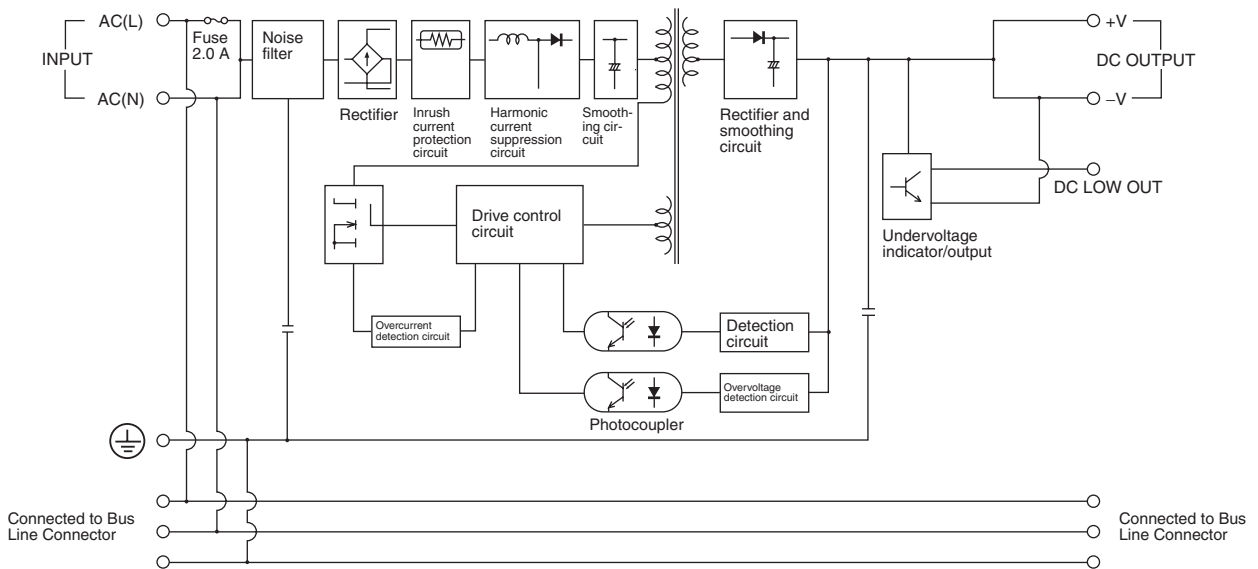 AC(L)
INPUT
AC(N)
Fuse
2.0 A
Noise
filter
Rectifier
Inrush
current
protection
circuit
Harmonic
current
suppression
circuit
Smooth-
ing cir-
cuit
Rectifier and
smoothing
circuit
+V
DC OUTPUT
–V
DC LOW OUT
Undervoltage
indicator/output
Drive control
circuit
Overcurrent
detection circuit
Detection
circuit
Overvoltage
detection circuit
Photocoupler
Connected to Bus
Line Connector
Connected to Bus
Line Connector